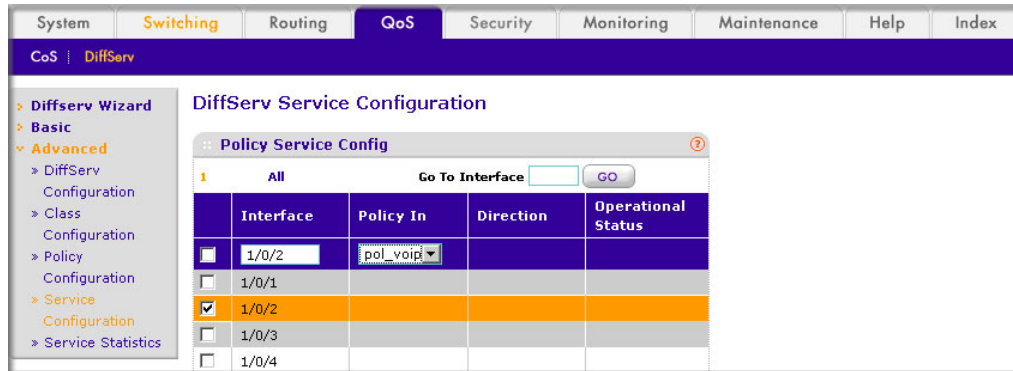 System Switching Routing QoS Security Monitoring Maintenance Help Index
CoS | DiffServ
Diffserv Wizard
Basic
Advanced
» DiffServ
Configuration
» Class
Configuration
» Policy
Configuration
» Service
Configuration
» Service Statistics
DiffServ Service Configuration
Policy Service Config ?
1 All Go To Interface GO
Interface Policy In Direction Operational
Status
1/0/2 pol_voip
1/0/1
1/0/2
1/0/3
1/0/4